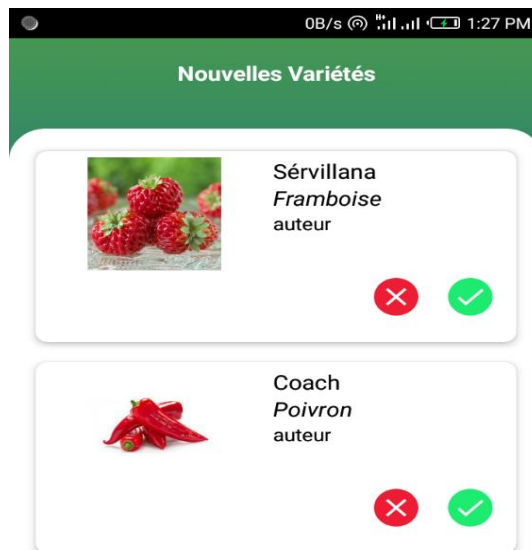 0B/s 1:27 PM
Nouvelles Variétés
Sérvillana
Framboise
auteur
Coach
Poivron
auteur